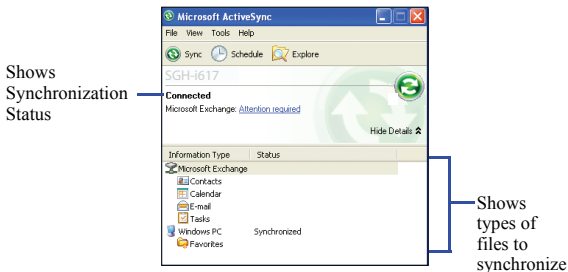 Microsoft ActiveSync
File View Tools Help
Sync Schedule Explore
SGH-i617
Shows
Synchronization
Status
Connected
Microsoft Exchange: Attention required
Hide Details
Information Type Status
Microsoft Exchange
Contacts
Calendar
E-mail
Tasks
Windows PC Synchronized
Favorites
Shows
types of
files to
synchronize